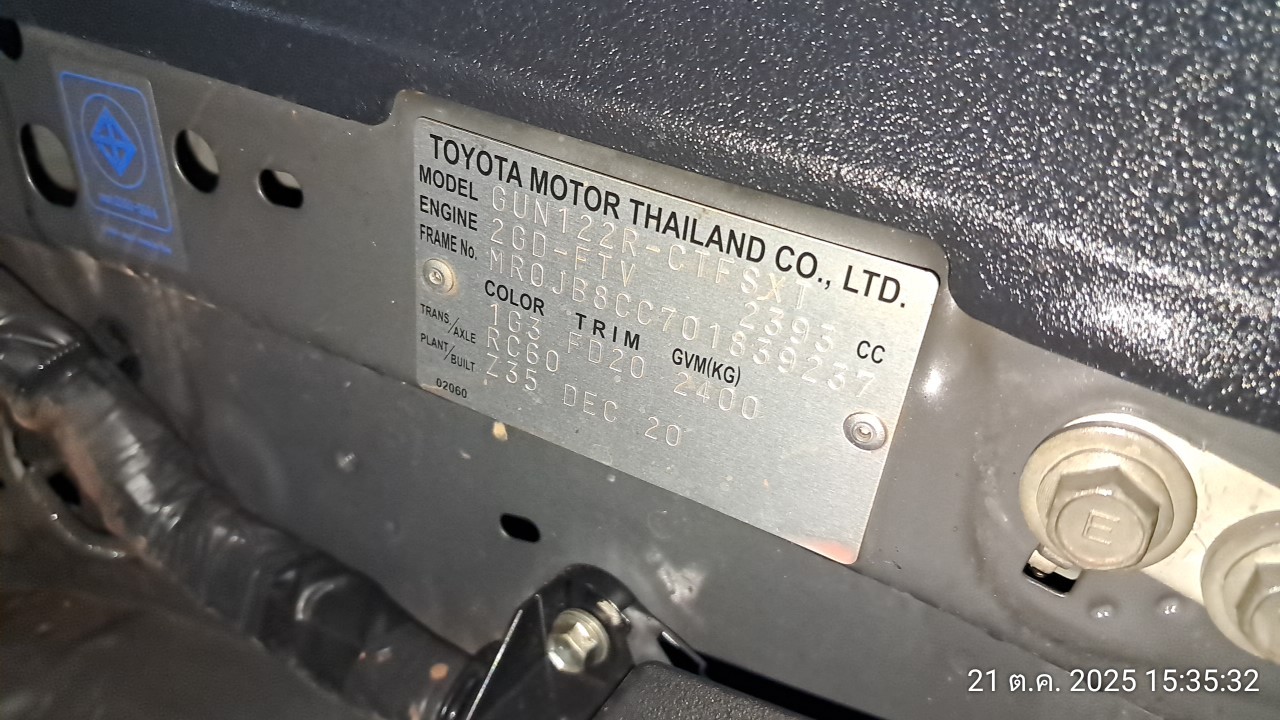 TOYOTA MOTOR THAILAND CO., LTD.
MODEL GUN122R-CTFSXT
ENGINE 2GD-FTV 2393 CC
FRAME No. MR0JB8CC701839237
COLOR TRIM GVM(KG)
1G3 FD20 2400
TRANS/AXLE RC60
PLANT/BUILT Z35 DEC 20
02060
E
21 ต.ค. 2025 15:35:32